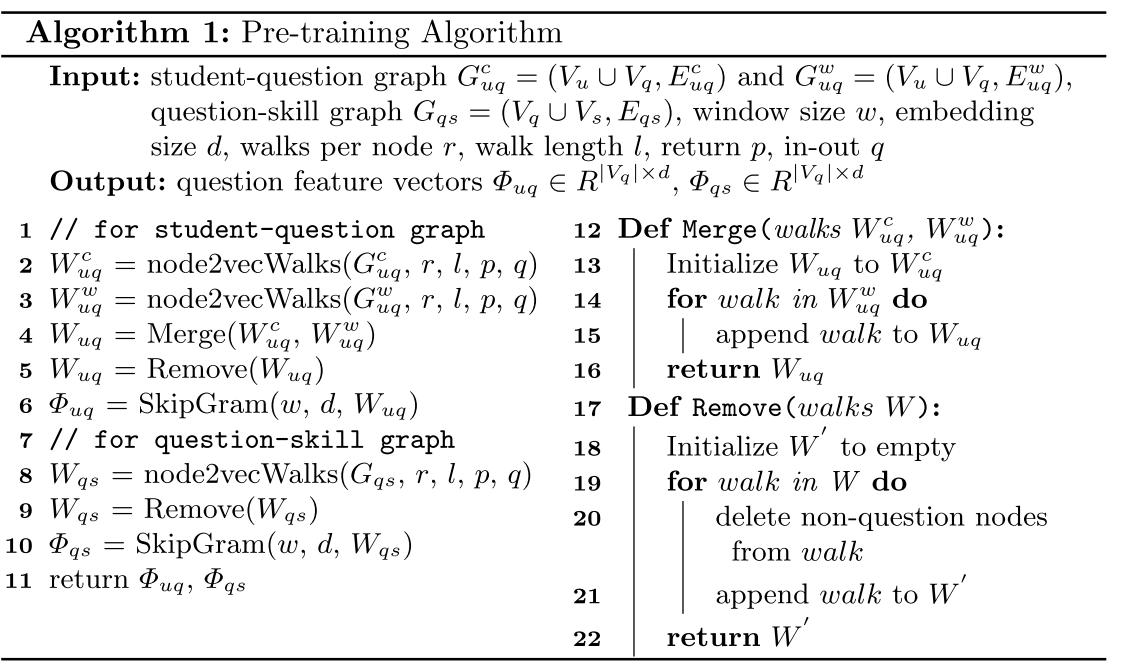 Algorithm 1: Pre-training Algorithm
Input: student-question graph $G_{uq}^{c} = (V_u \cup V_q, E_{uq}^{c})$ and $G_{uq}^{w} = (V_u \cup V_q, E_{uq}^{w})$,
question-skill graph $G_{qs} = (V_q \cup V_s, E_{qs})$, window size $w$, embedding
size $d$, walks per node $r$, walk length $l$, return $p$, in-out $q$
Output: question feature vectors $\Phi_{uq} \in R^{|V_q| \times d}$, $\Phi_{qs} \in R^{|V_q| \times d}$
1 // for student-question graph
2 $W_{uq}^{c}$ = node2vecWalks($G_{uq}^{c}$, $r$, $l$, $p$, $q$)
3 $W_{uq}^{w}$ = node2vecWalks($G_{uq}^{w}$, $r$, $l$, $p$, $q$)
4 $W_{uq}$ = Merge($W_{uq}^{c}$, $W_{uq}^{w}$)
5 $W_{uq}$ = Remove($W_{uq}$)
6 $\Phi_{uq}$ = SkipGram($w$, $d$, $W_{uq}$)
7 // for question-skill graph
8 $W_{qs}$ = node2vecWalks($G_{qs}$, $r$, $l$, $p$, $q$)
9 $W_{qs}$ = Remove($W_{qs}$)
10 $\Phi_{qs}$ = SkipGram($w$, $d$, $W_{qs}$)
11 return $\Phi_{uq}$, $\Phi_{qs}$
12 Def Merge(walks $W_{uq}^{c}$, $W_{uq}^{w}$):
13 Initialize $W_{uq}$ to $W_{uq}^{c}$
14 for walk in $W_{uq}^{w}$ do
15 append walk to $W_{uq}$
16 return $W_{uq}$
17 Def Remove(walks $W$):
18 Initialize $W^{'}$ to empty
19 for walk in $W$ do
20 delete non-question nodes
from walk
21 append walk to $W^{'}$
22 return $W^{'}$